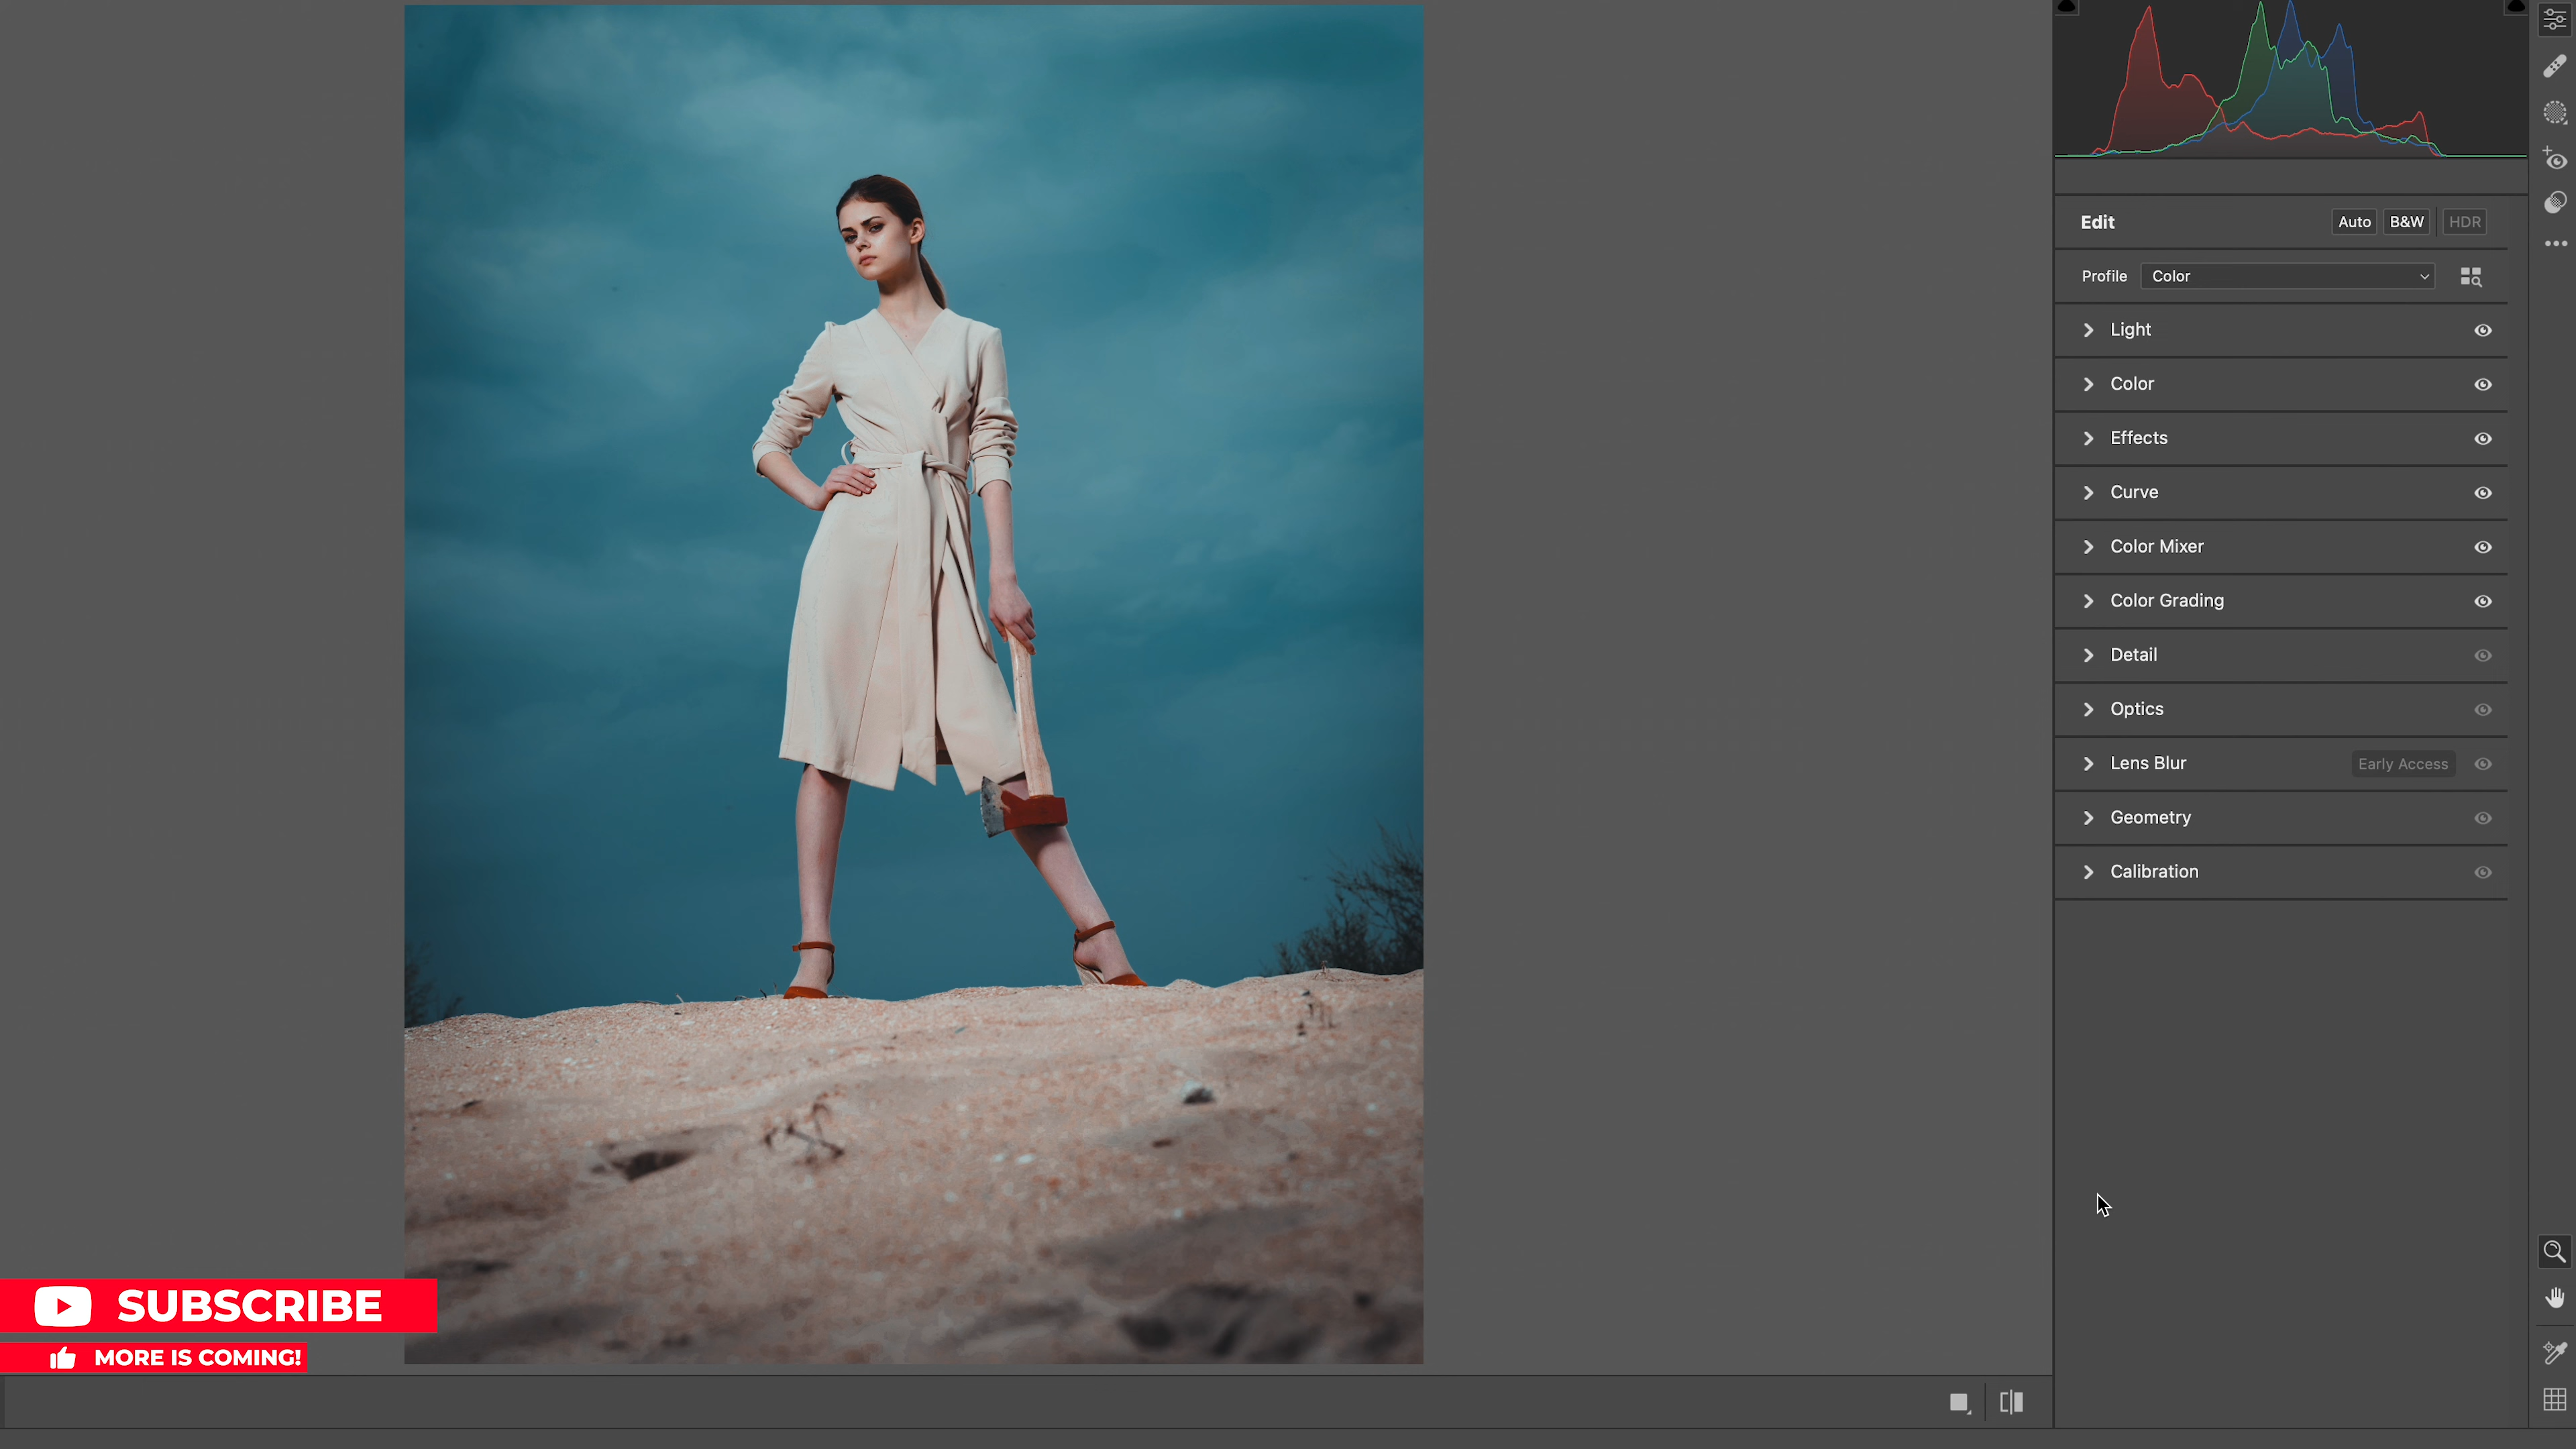 Edit
Auto
B&W
HDR
Profile
Color
Light
Color
Effects
Curve
Color Mixer
Color Grading
Detail
Optics
Lens Blur
Early Access
Geometry
Calibration
SUBSCRIBE
MORE IS COMING!